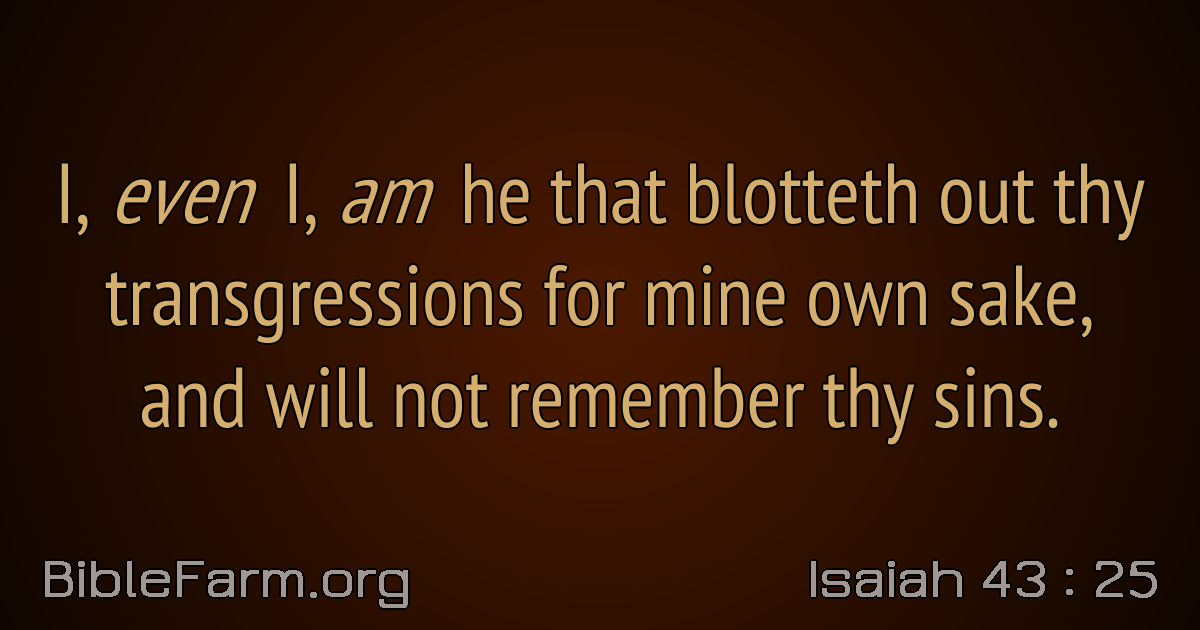 I, even I, am he that blotteth out thy
transgressions for mine own sake,
and will not remember thy sins.
BibleFarm.org
Isaiah 43 : 25